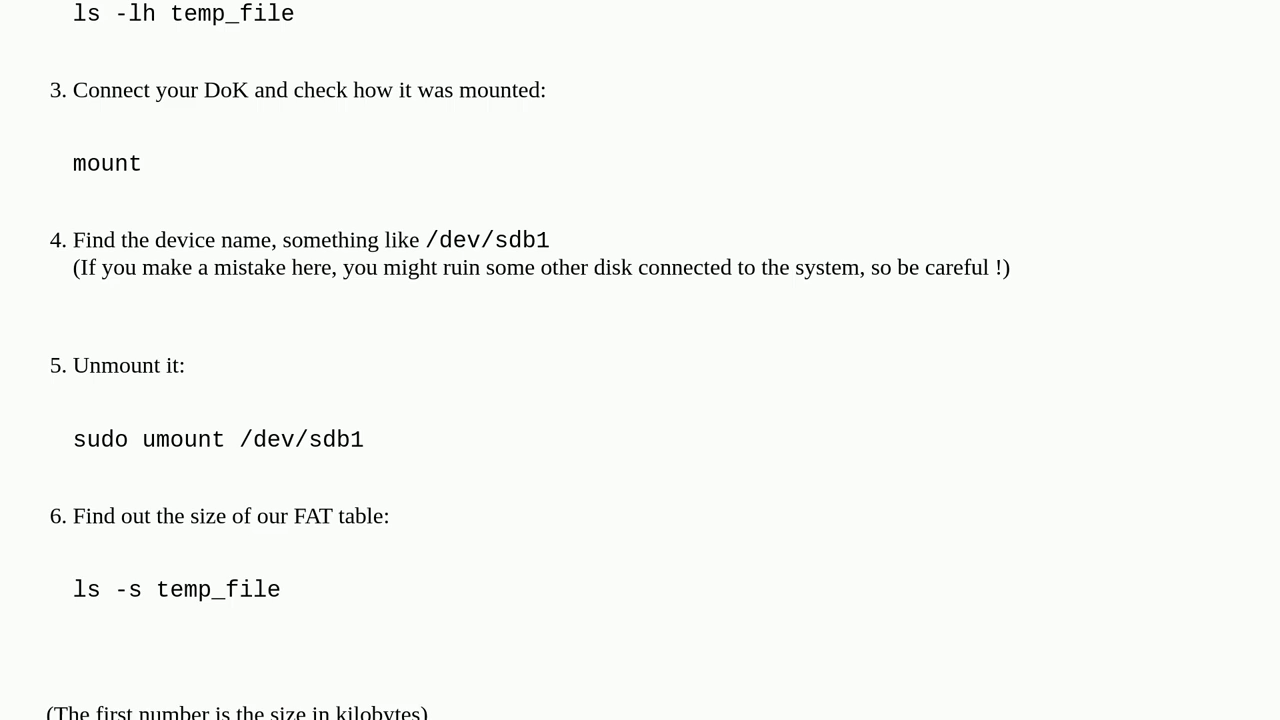 ls -lh temp_file
3. Connect your DoK and check how it was mounted:
mount
4. Find the device name, something like /dev/sdb1
(If you make a mistake here, you might ruin some other disk connected to the system, so be careful !)
5. Unmount it:
sudo umount /dev/sdb1
6. Find out the size of our FAT table:
ls -s temp_file
(The first number is the size in kilobytes)